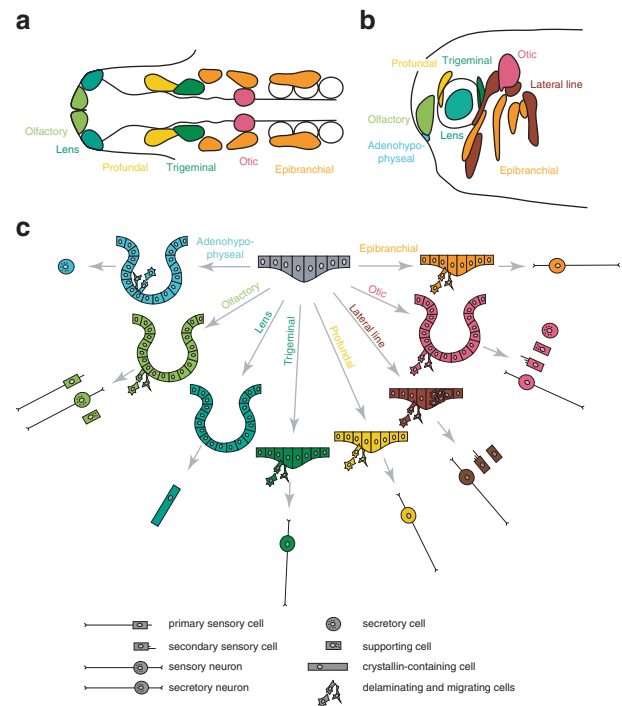 a
Olfactory
Lens
Profundal
Trigeminal
Otic
Epibranchial
b
Profundal
Trigeminal
Otic
Lateral line
Olfactory
Lens
Adenohypo-
physeal
Epibranchial
c
Adenohypo-
physeal
Epibranchial
Olfactory
Otic
Lens
Trigeminal
Profundal
Lateral line
primary sensory cell
secretory cell
secondary sensory cell
supporting cell
sensory neuron
crystallin-containing cell
secretory neuron
delaminating and migrating cells